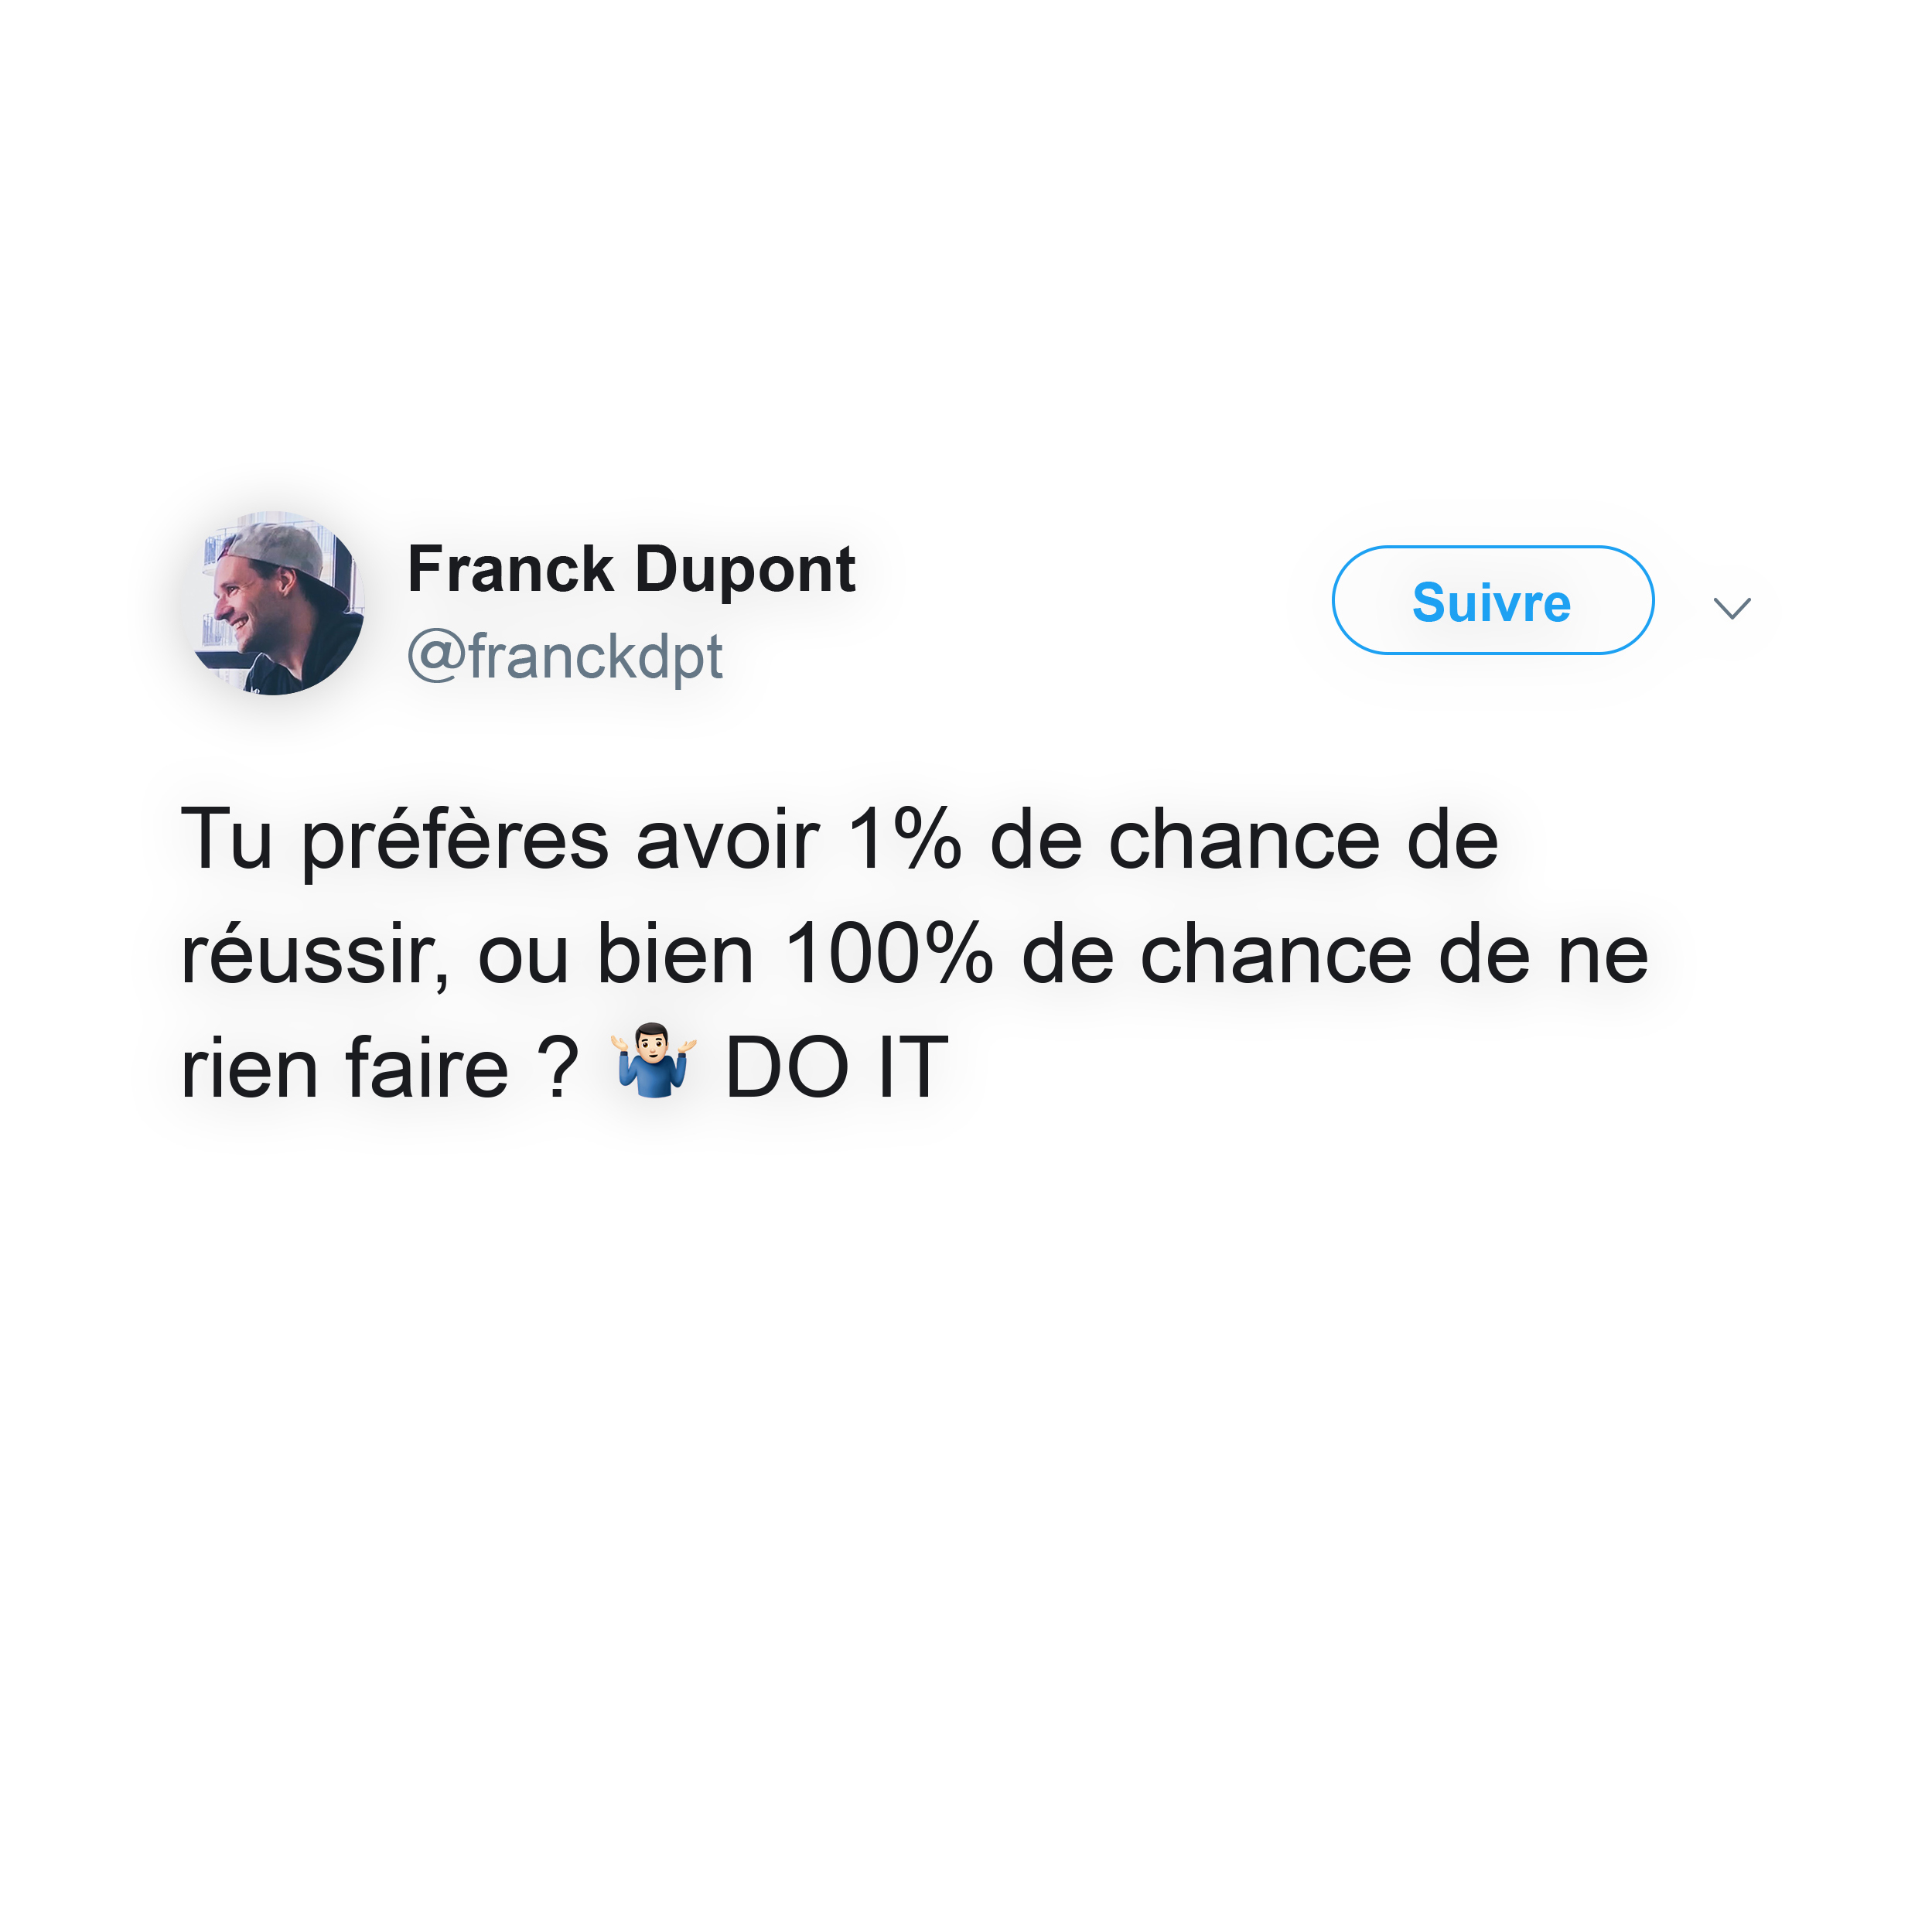 Franck Dupont
@franckdpt
Suivre
Tu préfères avoir 1% de chance de
réussir, ou bien 100% de chance de ne
rien faire ? 🤷🏻‍♂️ DO IT